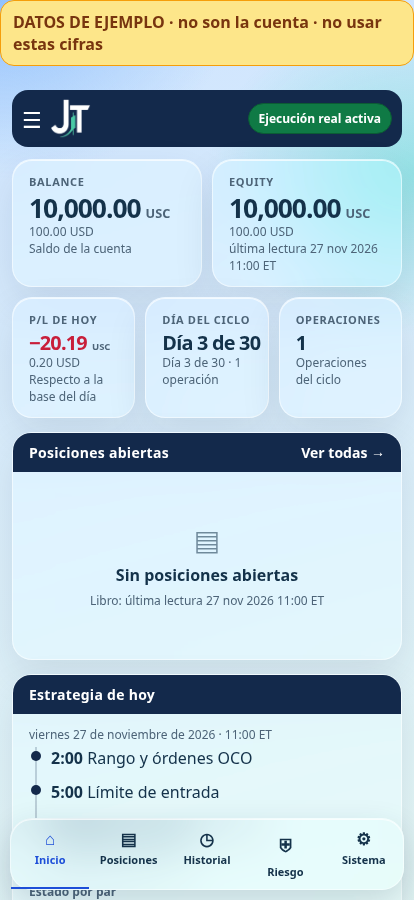 DATOS DE EJEMPLO · no son la cuenta · no usar
estas cifras
JT
Ejecución real activa
BALANCE
10,000.00 USC
100.00 USD
Saldo de la cuenta
EQUITY
10,000.00 USC
100.00 USD
última lectura 27 nov 2026
11:00 ET
P/L DE HOY
−20.19 USC
0.20 USD
Respecto a la
base del día
DÍA DEL CICLO
Día 3 de 30
Día 3 de 30 · 1
operación
OPERACIONES
1
Operaciones
del ciclo
Posiciones abiertas
Ver todas →
Sin posiciones abiertas
Libro: última lectura 27 nov 2026 11:00 ET
Estrategia de hoy
viernes 27 de noviembre de 2026 · 11:00 ET
2:00 Rango y órdenes OCO
5:00 Límite de entrada
Inicio
Posiciones
Historial
Riesgo
Sistema
Estado por par